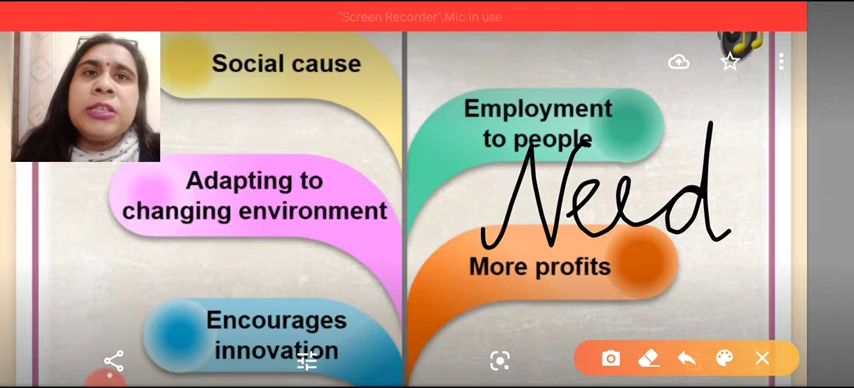 "Screen Recorder",Mic in use
Social cause
Employment
to people
Adapting to
changing environment
Need
More profits
Encourages
innovation